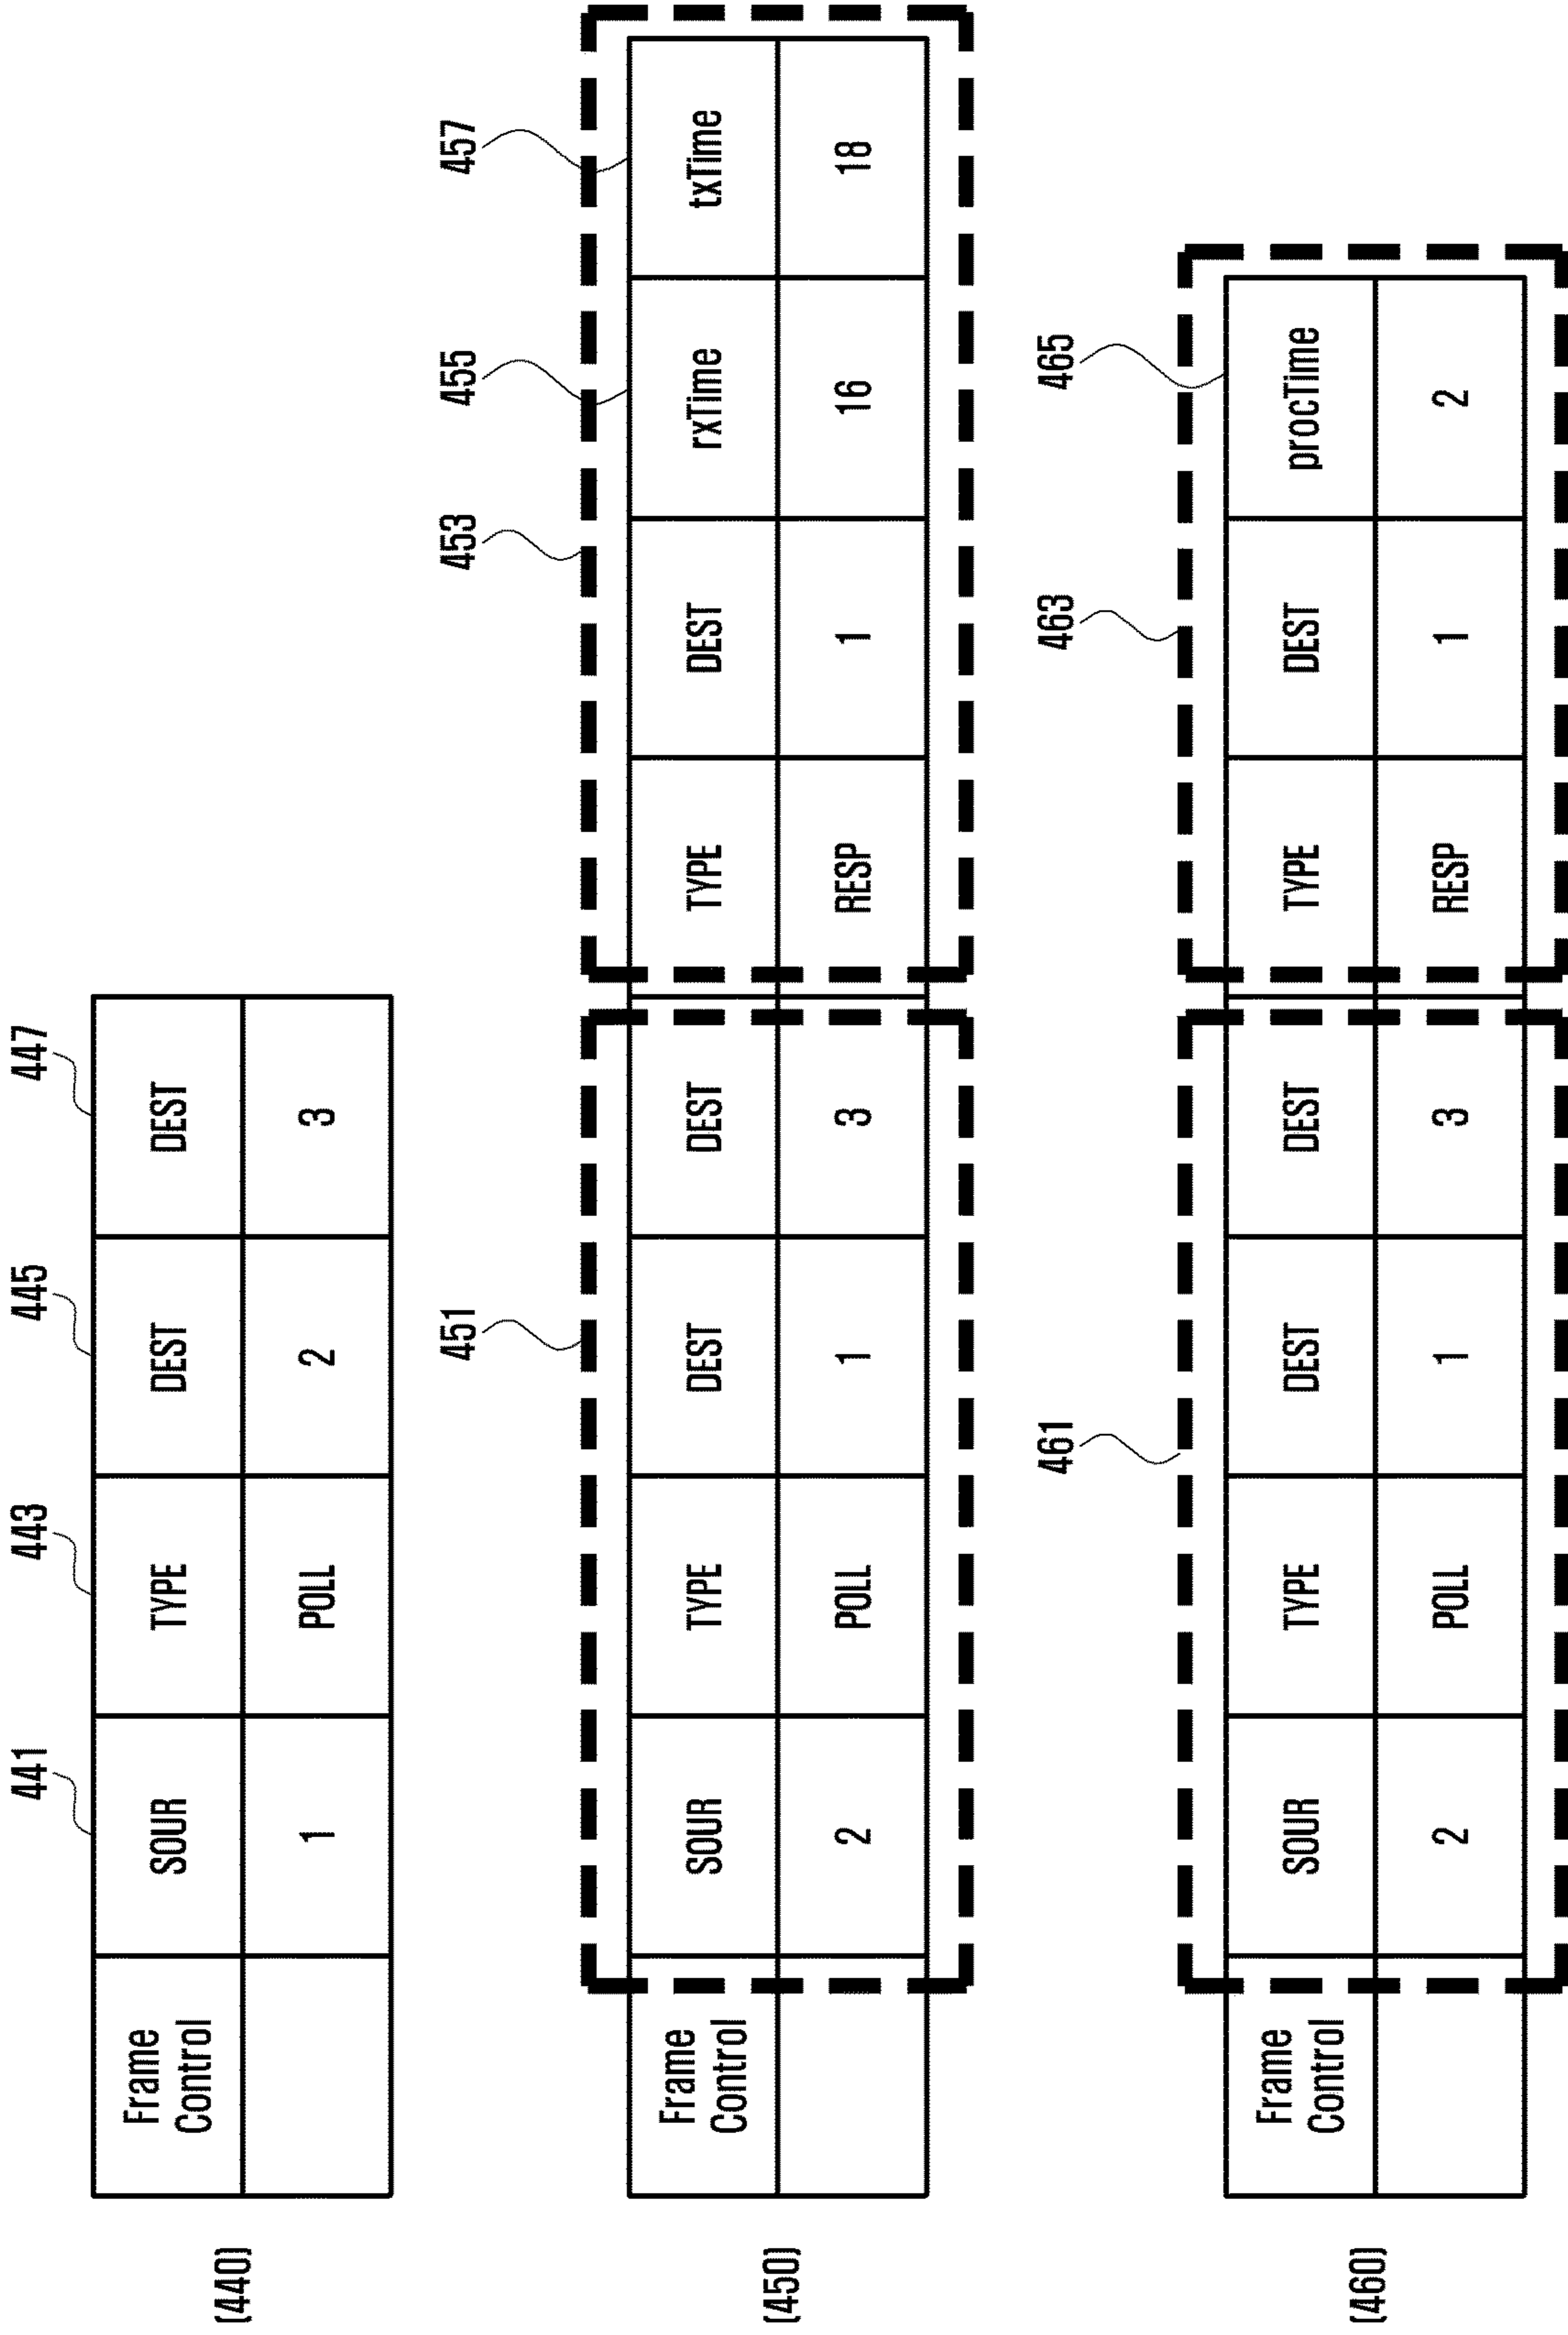 441 443 445 447
Frame Control SOUR TYPE DEST DEST
1 POLL 2 3
(440)
451 453 455 457
Frame Control SOUR TYPE DEST DEST TYPE DEST rxTime txTime
2 POLL 1 3 RESP 1 16 18
(450)
461 463 465
Frame Control SOUR TYPE DEST DEST TYPE DEST procTime
2 POLL 1 3 RESP 1 2
(460)